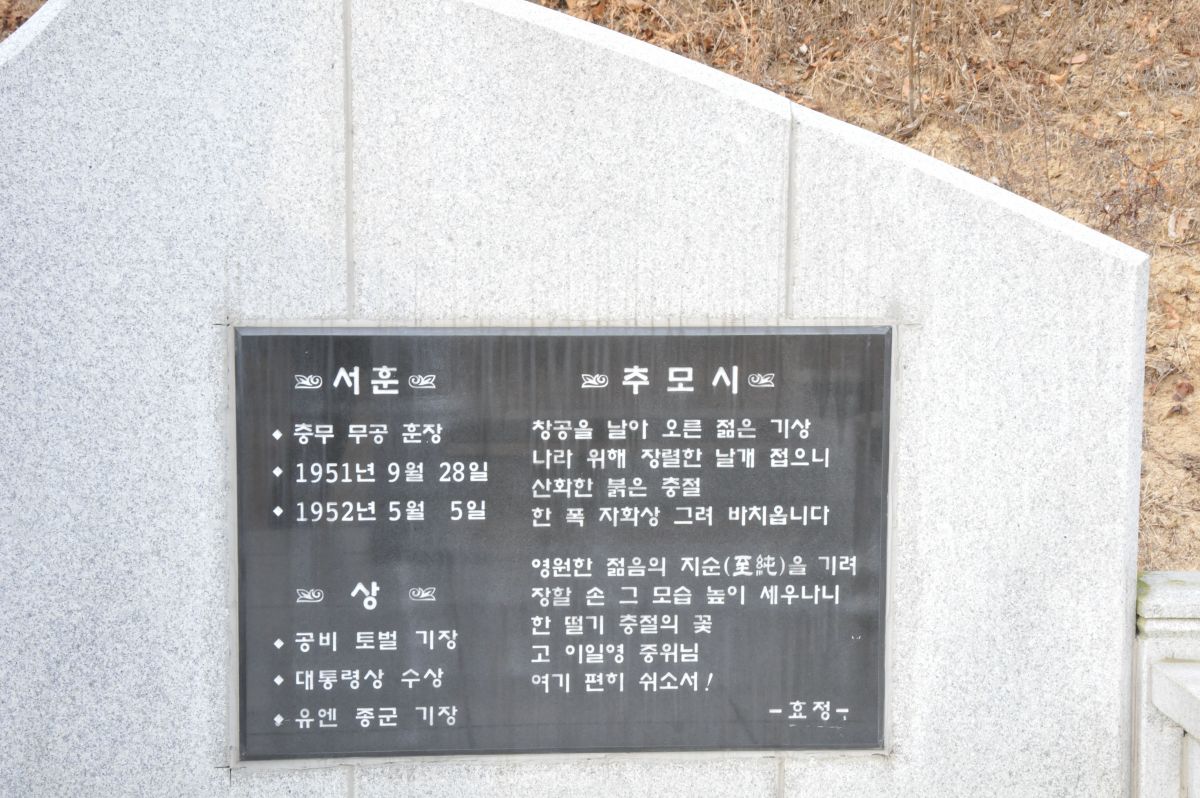 서훈
충무 무공 훈장
1951년 9월 28일
1952년 5월 5일
상
공비 토벌 기장
대통령상 수상
유엔 종군 기장
추모시
창공을 날아 오른 젊은 기상
나라 위해 장렬한 날개 접으니
산화한 붉은 충절
한 폭 자화상 그려 바치옵니다
영원한 젊음의 지순(至純)을 기려
장할 손 그 모습 높이 세우나니
한 떨기 충절의 꽃
고 이일영 중위님
여기 편히 쉬소서!
-효정-